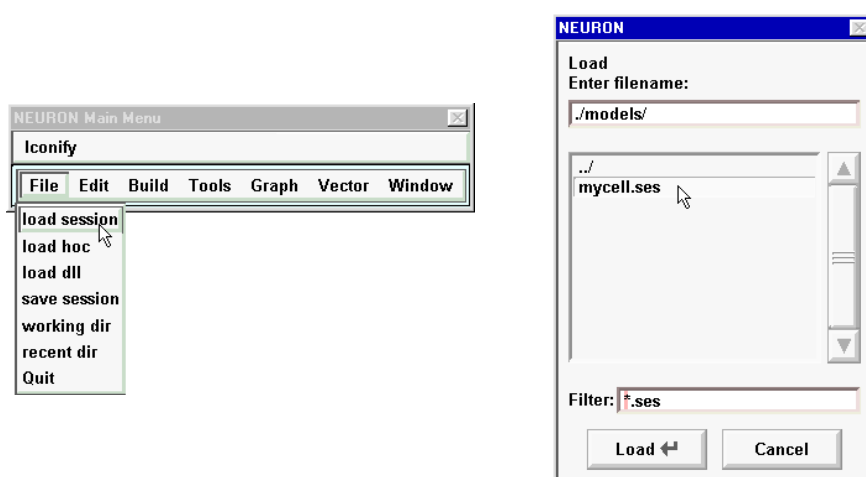 NEURON Main Menu
Iconify
File Edit Build Tools Graph Vector Window
load session
load hoc
load dll
save session
working dir
recent dir
Quit
NEURON
Load
Enter filename:
./models/
../
mycell.ses
Filter: *.ses
Load Cancel